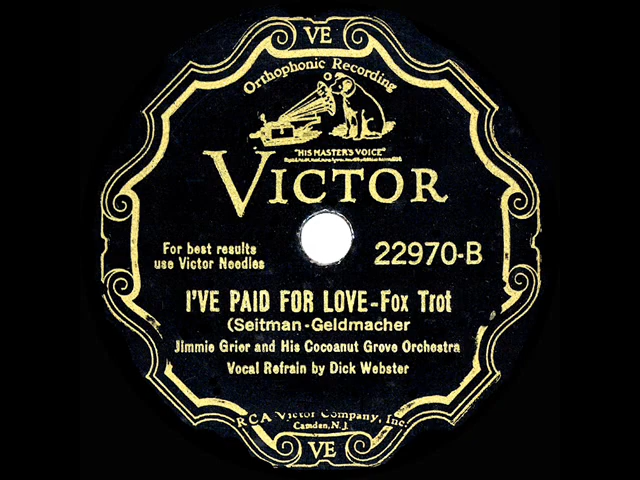 VE
Orthophonic Recording
"HIS MASTER'S VOICE"
VICTOR
For best results
use Victor Needles
22970-B
I'VE PAID FOR LOVE-Fox Trot
(Seitman-Geldmacher
Jimmie Grier and His Cocoanut Grove Orchestra
Vocal Refrain by Dick Webster
RCA Victor Company, Inc.
Camden, N.J.
VE